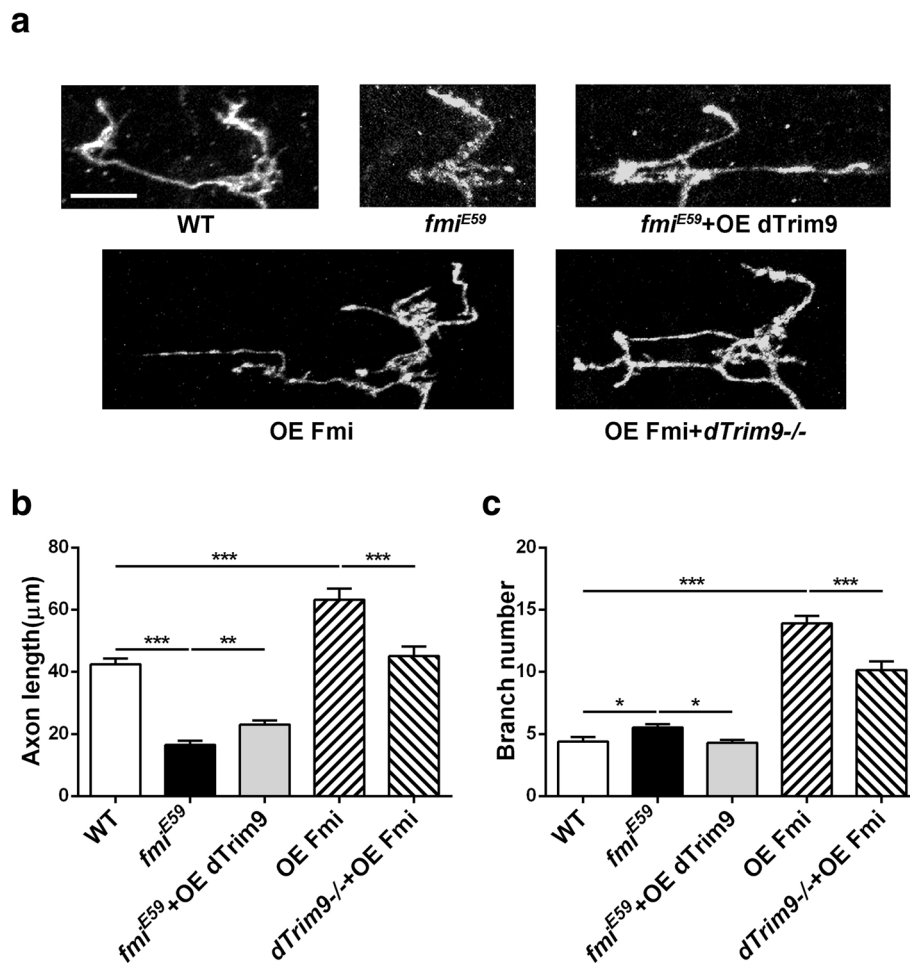 a
WT
fmiE59
fmiE59+OE dTrim9
OE Fmi
OE Fmi+dTrim9-/-
b
Axon length(μm)
80
60
40
20
0
***
***
***
**
WT
fmiE59
fmiE59+OE dTrim9
OE Fmi
dTrim9-/-+OE Fmi
c
Branch number
20
15
10
5
0
***
***
*
*
WT
fmiE59
fmiE59+OE dTrim9
OE Fmi
dTrim9-/-+OE Fmi